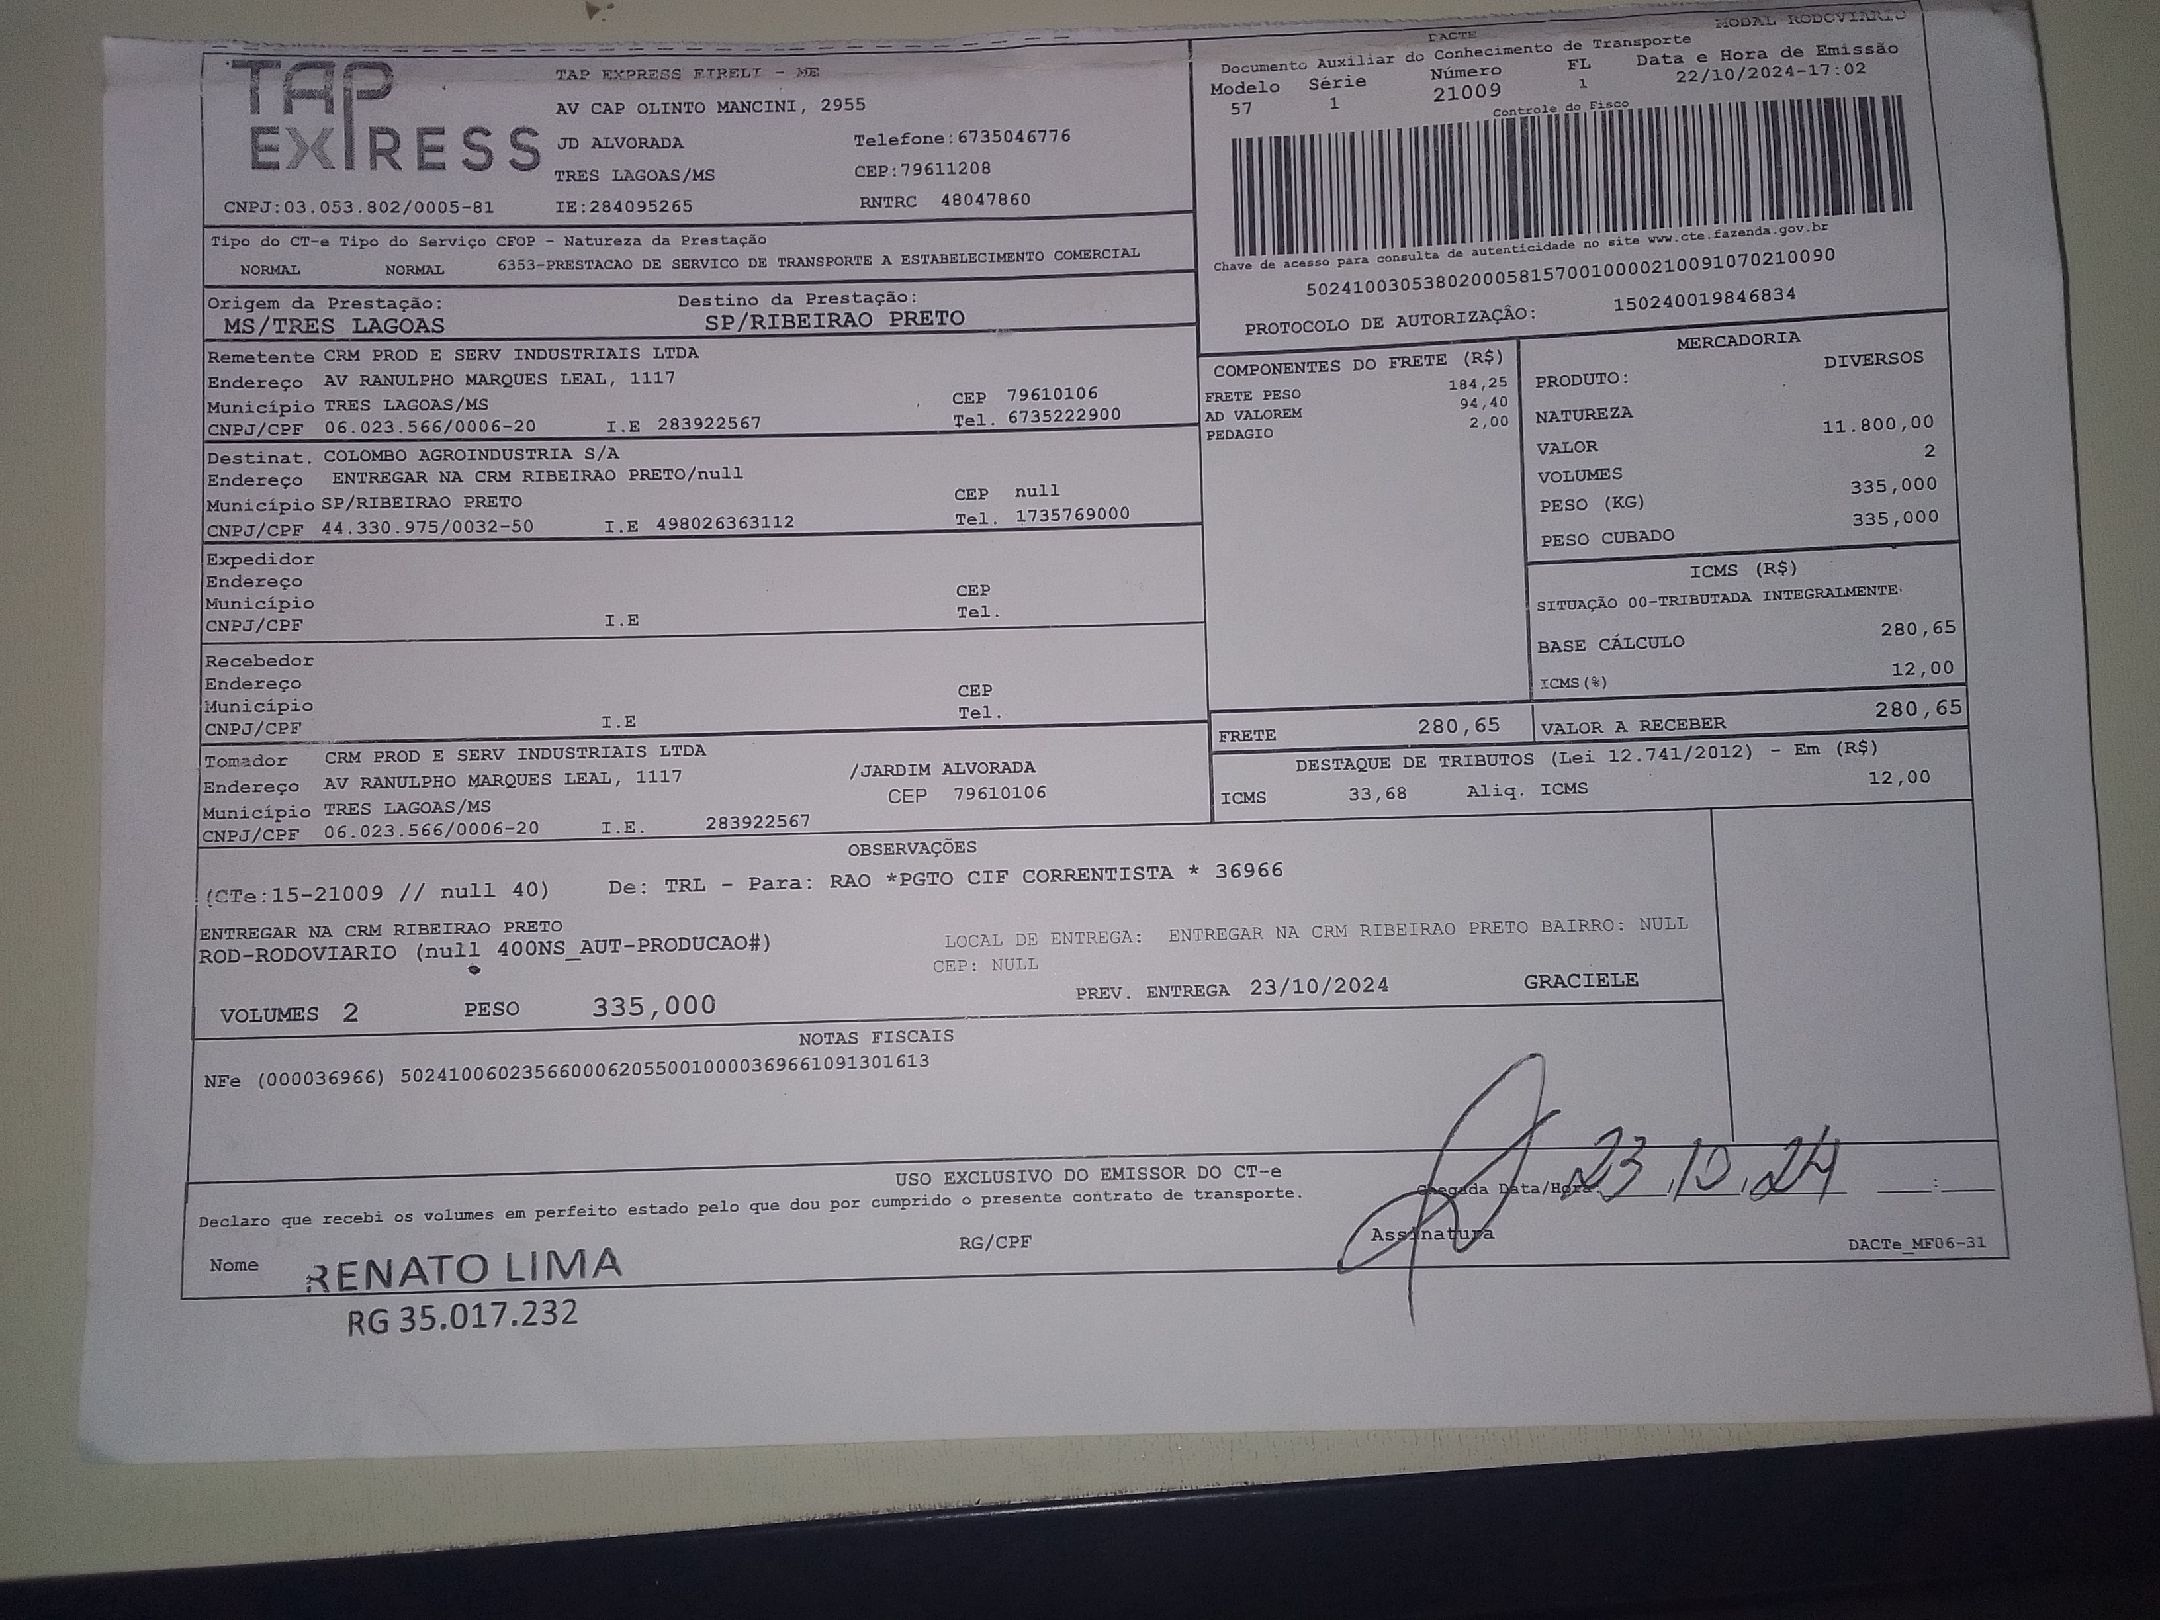 TAP EXPRESS
TAP EXPRESS EIRELI - ME
AV CAP OLINTO MANCINI, 2955
JD ALVORADA Telefone:6735046776
TRES LAGOAS/MS CEP:79611208
CNPJ:03.053.802/0005-81 IE:284095265 RNTRC 48047860
MODAL RODOVIARIO
DACTE
Documento Auxiliar do Conhecimento de Transporte
Modelo Série Número FL Data e Hora de Emissão
57 1 21009 1 22/10/2024-17:02
Controle do Fisco
Chave de acesso para consulta de autenticidade no site www.cte.fazenda.gov.br
50241003053802000581570010000210091070210090
PROTOCOLO DE AUTORIZAÇÃO: 150240019846834
Tipo do CT-e Tipo do Serviço CFOP - Natureza da Prestação
NORMAL NORMAL 6353-PRESTACAO DE SERVICO DE TRANSPORTE A ESTABELECIMENTO COMERCIAL
Origem da Prestação: Destino da Prestação:
MS/TRES LAGOAS SP/RIBEIRAO PRETO
Remetente CRM PROD E SERV INDUSTRIAIS LTDA
Endereço AV RANULPHO MARQUES LEAL, 1117
Município TRES LAGOAS/MS CEP 79610106
CNPJ/CPF 06.023.566/0006-20 I.E 283922567 Tel. 6735222900
Destinat. COLOMBO AGROINDUSTRIA S/A
Endereço ENTREGAR NA CRM RIBEIRAO PRETO/null
Município SP/RIBEIRAO PRETO CEP null
CNPJ/CPF 44.330.975/0032-50 I.E 498026363112 Tel. 1735769000
Expedidor
Endereço
Município CEP
CNPJ/CPF I.E Tel.
Recebedor
Endereço
Município CEP
CNPJ/CPF I.E Tel.
Tomador CRM PROD E SERV INDUSTRIAIS LTDA
Endereço AV RANULPHO MARQUES LEAL, 1117 /JARDIM ALVORADA
Município TRES LAGOAS/MS CEP 79610106
CNPJ/CPF 06.023.566/0006-20 I.E. 283922567
COMPONENTES DO FRETE (R$)
FRETE PESO 184,25
AD VALOREM 94,40
PEDAGIO 2,00
MERCADORIA
PRODUTO: DIVERSOS
NATUREZA
VALOR 11.800,00
VOLUMES 2
PESO (KG) 335,000
PESO CUBADO 335,000
ICMS (R$)
SITUAÇÃO 00-TRIBUTADA INTEGRALMENTE.
BASE CÁLCULO 280,65
ICMS(%) 12,00
FRETE 280,65 VALOR A RECEBER 280,65
DESTAQUE DE TRIBUTOS (Lei 12.741/2012) - Em (R$)
ICMS 33,68 Aliq. ICMS 12,00
OBSERVAÇÕES
(CTe:15-21009 // null 40) De: TRL - Para: RAO *PGTO CIF CORRENTISTA * 36966
ENTREGAR NA CRM RIBEIRAO PRETO
ROD-RODOVIARIO (null 400NS_AUT-PRODUCAO#)
LOCAL DE ENTREGA: ENTREGAR NA CRM RIBEIRAO PRETO BAIRRO: NULL
CEP: NULL
VOLUMES 2 PESO 335,000 PREV. ENTREGA 23/10/2024 GRACIELE
NOTAS FISCAIS
NFe (000036966) 50241006023566000620550010000369661091301613
USO EXCLUSIVO DO EMISSOR DO CT-e
Declaro que recebi os volumes em perfeito estado pelo que dou por cumprido o presente contrato de transporte. Chegada Data/Hora 23,10,24 __:__
Nome RENATO LIMA RG/CPF Assinatura DACTe_MF06-31
RG 35.017.232